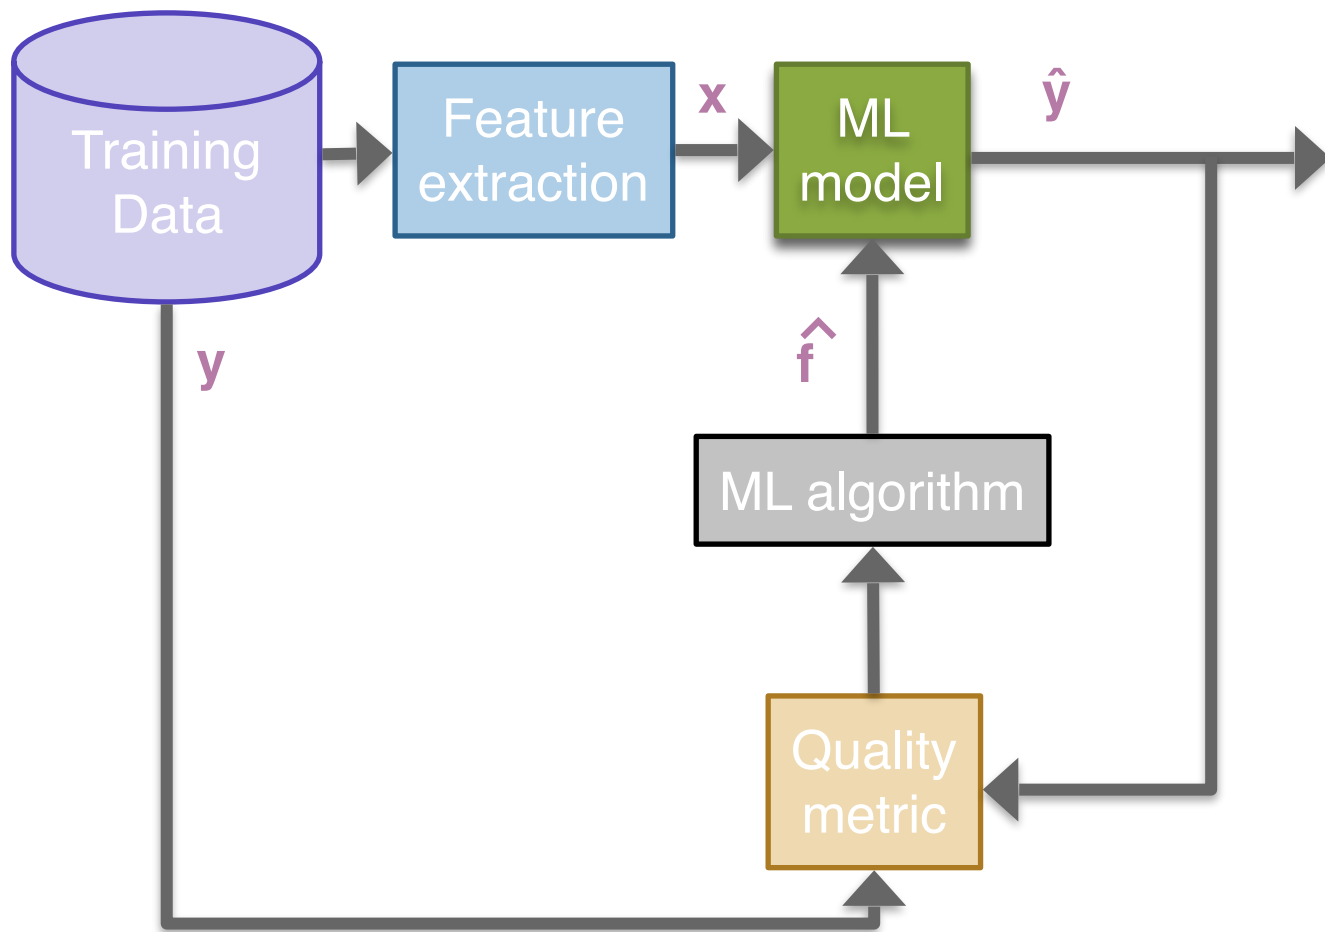 Training
Data
Feature
extraction
x
ML
model
ŷ
y
f̂
ML algorithm
Quality
metric